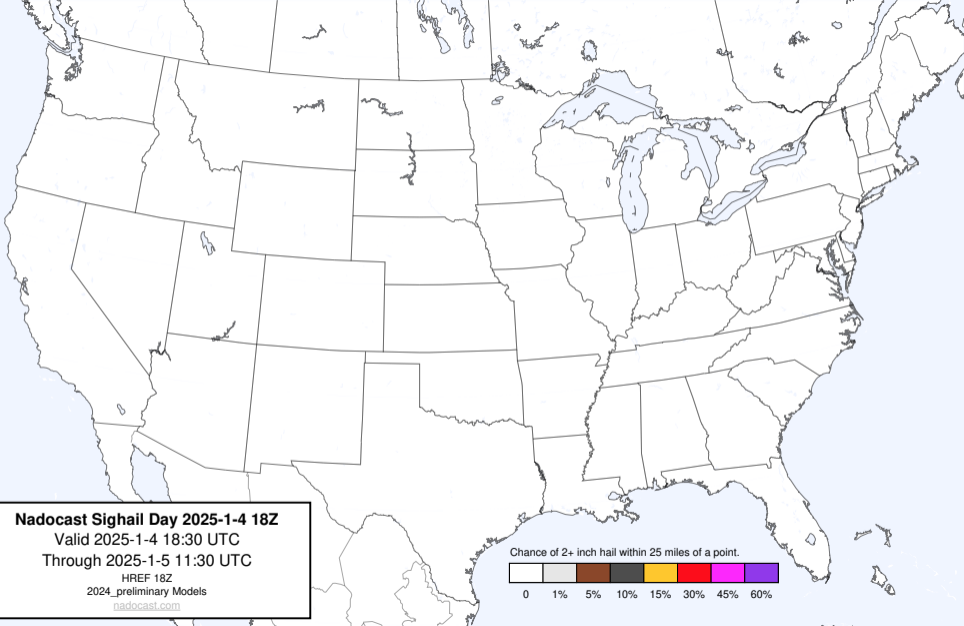 Nadocast Sighail Day 2025-1-4 18Z
Valid 2025-1-4 18:30 UTC
Through 2025-1-5 11:30 UTC
HREF 18Z
2024_preliminary Models
nadocast.com
Chance of 2+ inch hail within 25 miles of a point.
0 1% 5% 10% 15% 30% 45% 60%